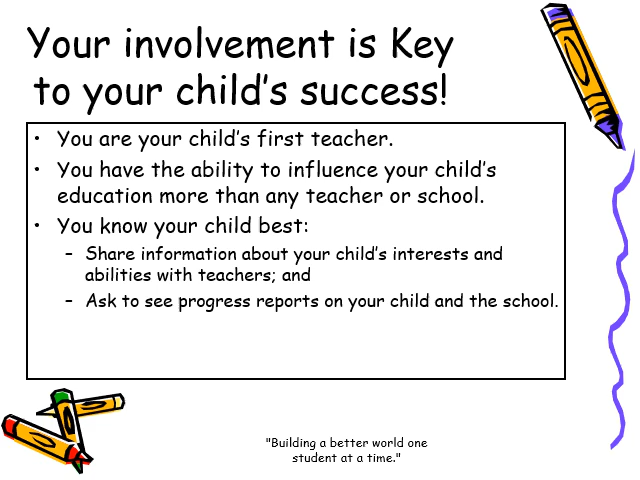 Your involvement is Key
to your child's success!
• You are your child's first teacher.
• You have the ability to influence your child's
education more than any teacher or school.
• You know your child best:
– Share information about your child's interests and
abilities with teachers; and
– Ask to see progress reports on your child and the school.
"Building a better world one
student at a time."